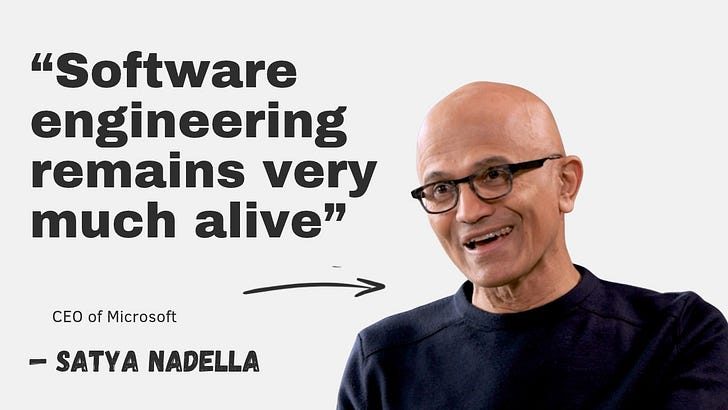 “Software
engineering
remains very
much alive”
CEO of Microsoft
– SATYA NADELLA